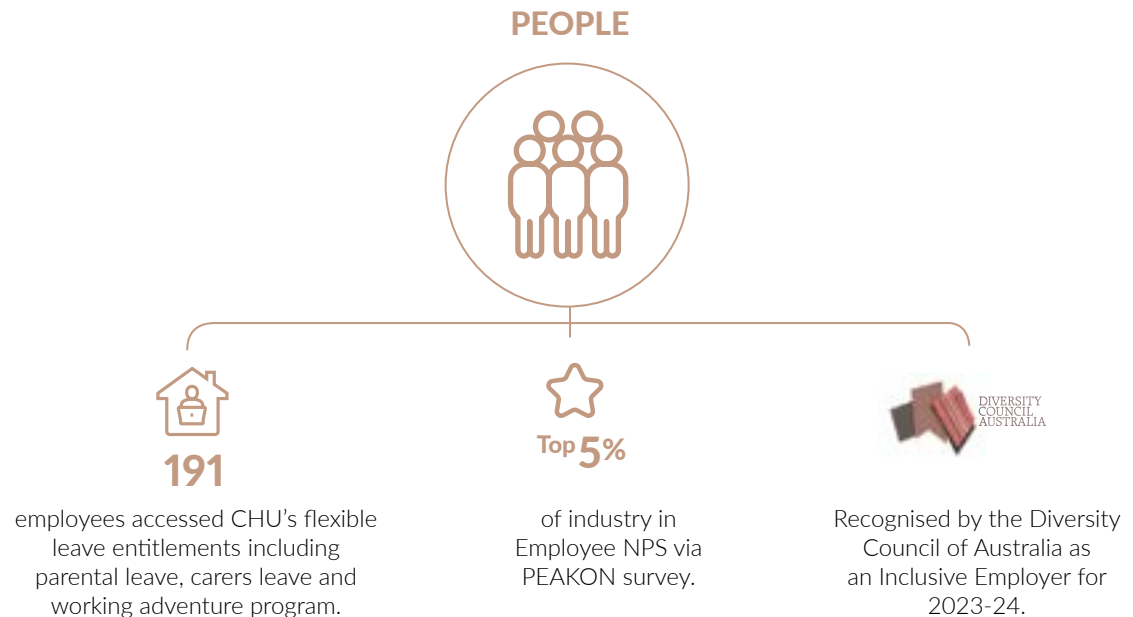 PEOPLE
191
employees accessed CHU's flexible
leave entitlements including
parental leave, carers leave and
working adventure program.
Top 5%
of industry in
Employee NPS via
PEAKON survey.
DIVERSITY
COUNCIL
AUSTRALIA
Recognised by the Diversity
Council of Australia as
an Inclusive Employer for
2023-24.